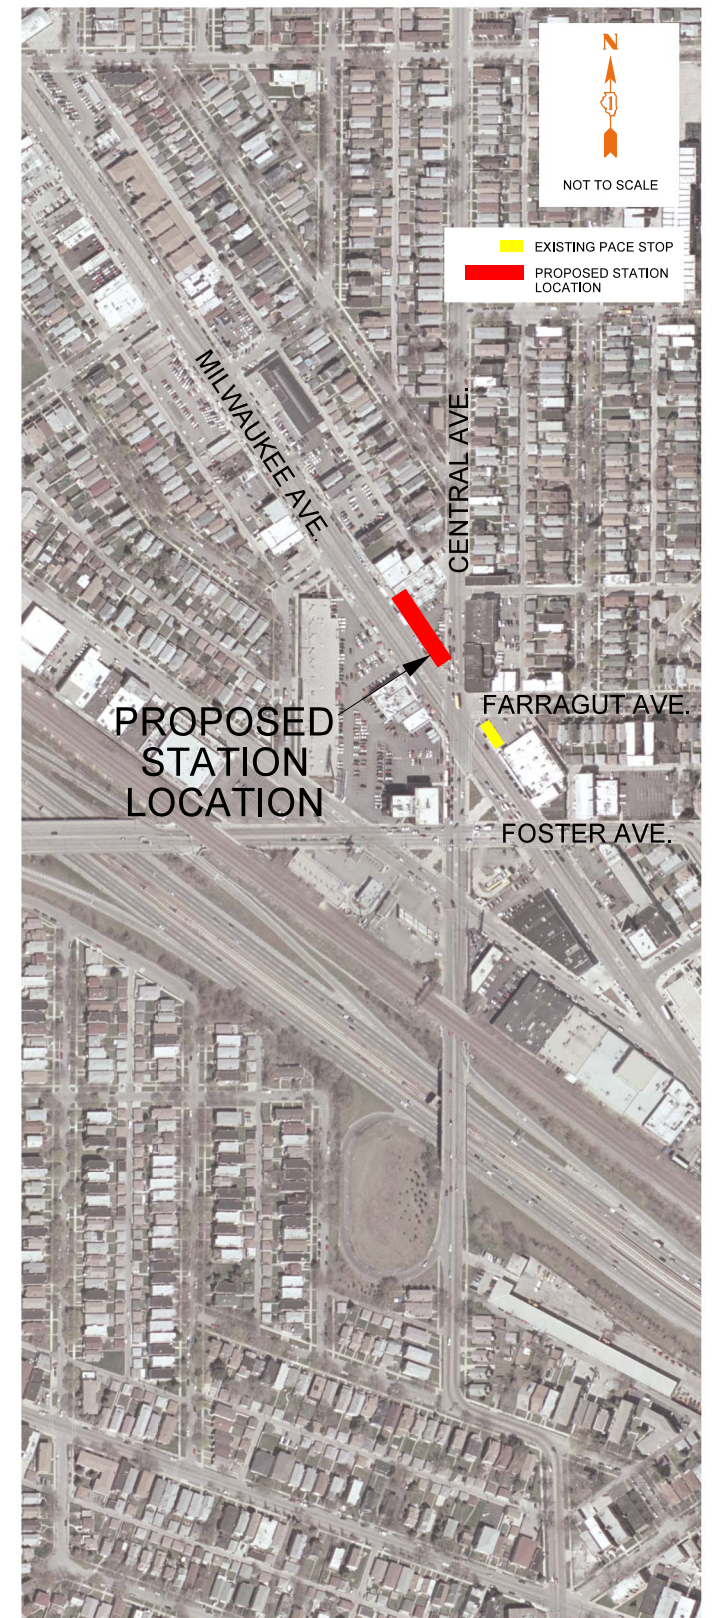 N
1
NOT TO SCALE
EXISTING PACE STOP
PROPOSED STATION
LOCATION
MILWAUKEE AVE.
CENTRAL AVE.
PROPOSED
STATION
LOCATION
FARRAGUT AVE.
FOSTER AVE.